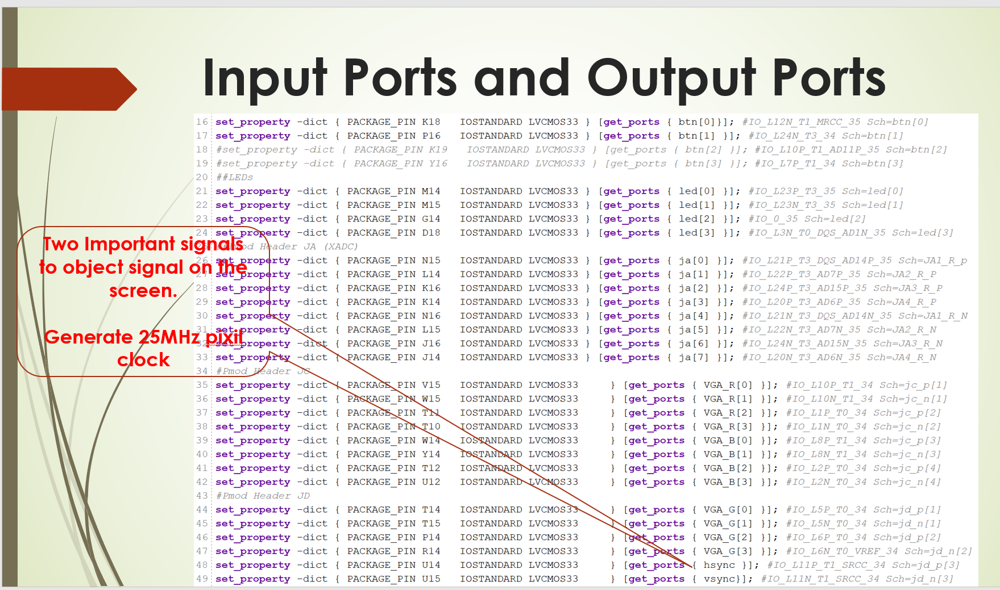 Input Ports and Output Ports
16 set_property -dict { PACKAGE_PIN K18 IOSTANDARD LVCMOS33 } [get_ports { btn[0]}]; #IO_L12N_T1_MRCC_35 Sch=btn[0]
17 set_property -dict { PACKAGE_PIN P16 IOSTANDARD LVCMOS33 } [get_ports { btn[1] }]; #IO_L24N_T3_34 Sch=btn[1]
18 #set_property -dict { PACKAGE_PIN K19 IOSTANDARD LVCMOS33 } [get_ports { btn[2] }]; #IO_L10P_T1_AD11P_35 Sch=btn[2]
19 #set_property -dict { PACKAGE_PIN Y16 IOSTANDARD LVCMOS33 } [get_ports { btn[3] }]; #IO_L7P_T1_34 Sch=btn[3]
20 ##LEDs
21 set_property -dict { PACKAGE_PIN M14 IOSTANDARD LVCMOS33 } [get_ports { led[0] }]; #IO_L23P_T3_35 Sch=led[0]
22 set_property -dict { PACKAGE_PIN M15 IOSTANDARD LVCMOS33 } [get_ports { led[1] }]; #IO_L23N_T3_35 Sch=led[1]
23 set_property -dict { PACKAGE_PIN G14 IOSTANDARD LVCMOS33 } [get_ports { led[2] }]; #IO_0_35 Sch=led[2]
24 set_property -dict { PACKAGE_PIN D18 IOSTANDARD LVCMOS33 } [get_ports { led[3] }]; #IO_L3N_T0_DQS_AD1N_35 Sch=led[3]
25 ##Pmod Header JA (XADC)
26 set_property -dict { PACKAGE_PIN N15 IOSTANDARD LVCMOS33 } [get_ports { ja[0] }]; #IO_L21P_T3_DQS_AD14P_35 Sch=JA1_R_p
27 set_property -dict { PACKAGE_PIN L14 IOSTANDARD LVCMOS33 } [get_ports { ja[1] }]; #IO_L22P_T3_AD7P_35 Sch=JA2_R_P
28 set_property -dict { PACKAGE_PIN K16 IOSTANDARD LVCMOS33 } [get_ports { ja[2] }]; #IO_L24P_T3_AD15P_35 Sch=JA3_R_P
29 set_property -dict { PACKAGE_PIN K14 IOSTANDARD LVCMOS33 } [get_ports { ja[3] }]; #IO_L20P_T3_AD6P_35 Sch=JA4_R_P
30 set_property -dict { PACKAGE_PIN N16 IOSTANDARD LVCMOS33 } [get_ports { ja[4] }]; #IO_L21N_T3_DQS_AD14N_35 Sch=JA1_R_N
31 set_property -dict { PACKAGE_PIN L15 IOSTANDARD LVCMOS33 } [get_ports { ja[5] }]; #IO_L22N_T3_AD7N_35 Sch=JA2_R_N
32 set_property -dict { PACKAGE_PIN J16 IOSTANDARD LVCMOS33 } [get_ports { ja[6] }]; #IO_L24N_T3_AD15N_35 Sch=JA3_R_N
33 set_property -dict { PACKAGE_PIN J14 IOSTANDARD LVCMOS33 } [get_ports { ja[7] }]; #IO_L20N_T3_AD6N_35 Sch=JA4_R_N
34 #Pmod Header JC
35 set_property -dict { PACKAGE_PIN V15 IOSTANDARD LVCMOS33 } [get_ports { VGA_R[0] }]; #IO_L10P_T1_34 Sch=jc_p[1]
36 set_property -dict { PACKAGE_PIN W15 IOSTANDARD LVCMOS33 } [get_ports { VGA_R[1] }]; #IO_L10N_T1_34 Sch=jc_n[1]
37 set_property -dict { PACKAGE_PIN T11 IOSTANDARD LVCMOS33 } [get_ports { VGA_R[2] }]; #IO_L1P_T0_34 Sch=jc_p[2]
38 set_property -dict { PACKAGE_PIN T10 IOSTANDARD LVCMOS33 } [get_ports { VGA_R[3] }]; #IO_L1N_T0_34 Sch=jc_n[2]
39 set_property -dict { PACKAGE_PIN W14 IOSTANDARD LVCMOS33 } [get_ports { VGA_B[0] }]; #IO_L8P_T1_34 Sch=jc_p[3]
40 set_property -dict { PACKAGE_PIN Y14 IOSTANDARD LVCMOS33 } [get_ports { VGA_B[1] }]; #IO_L8N_T1_34 Sch=jc_n[3]
41 set_property -dict { PACKAGE_PIN T12 IOSTANDARD LVCMOS33 } [get_ports { VGA_B[2] }]; #IO_L2P_T0_34 Sch=jc_p[4]
42 set_property -dict { PACKAGE_PIN U12 IOSTANDARD LVCMOS33 } [get_ports { VGA_B[3] }]; #IO_L2N_T0_34 Sch=jc_n[4]
43 #Pmod Header JD
44 set_property -dict { PACKAGE_PIN T14 IOSTANDARD LVCMOS33 } [get_ports { VGA_G[0] }]; #IO_L5P_T0_34 Sch=jd_p[1]
45 set_property -dict { PACKAGE_PIN T15 IOSTANDARD LVCMOS33 } [get_ports { VGA_G[1] }]; #IO_L5N_T0_34 Sch=jd_n[1]
46 set_property -dict { PACKAGE_PIN P14 IOSTANDARD LVCMOS33 } [get_ports { VGA_G[2] }]; #IO_L6P_T0_34 Sch=jd_p[2]
47 set_property -dict { PACKAGE_PIN R14 IOSTANDARD LVCMOS33 } [get_ports { VGA_G[3] }]; #IO_L6N_T0_VREF_34 Sch=jd_n[2]
48 set_property -dict { PACKAGE_PIN U14 IOSTANDARD LVCMOS33 } [get_ports { hsync }]; #IO_L11P_T1_SRCC_34 Sch=jd_p[3]
49 set_property -dict { PACKAGE_PIN U15 IOSTANDARD LVCMOS33 } [get_ports { vsync}]; #IO_L11N_T1_SRCC_34 Sch=jd_n[3]
Two Important signals
to object signal on the
screen.
Generate 25MHz pixil
clock